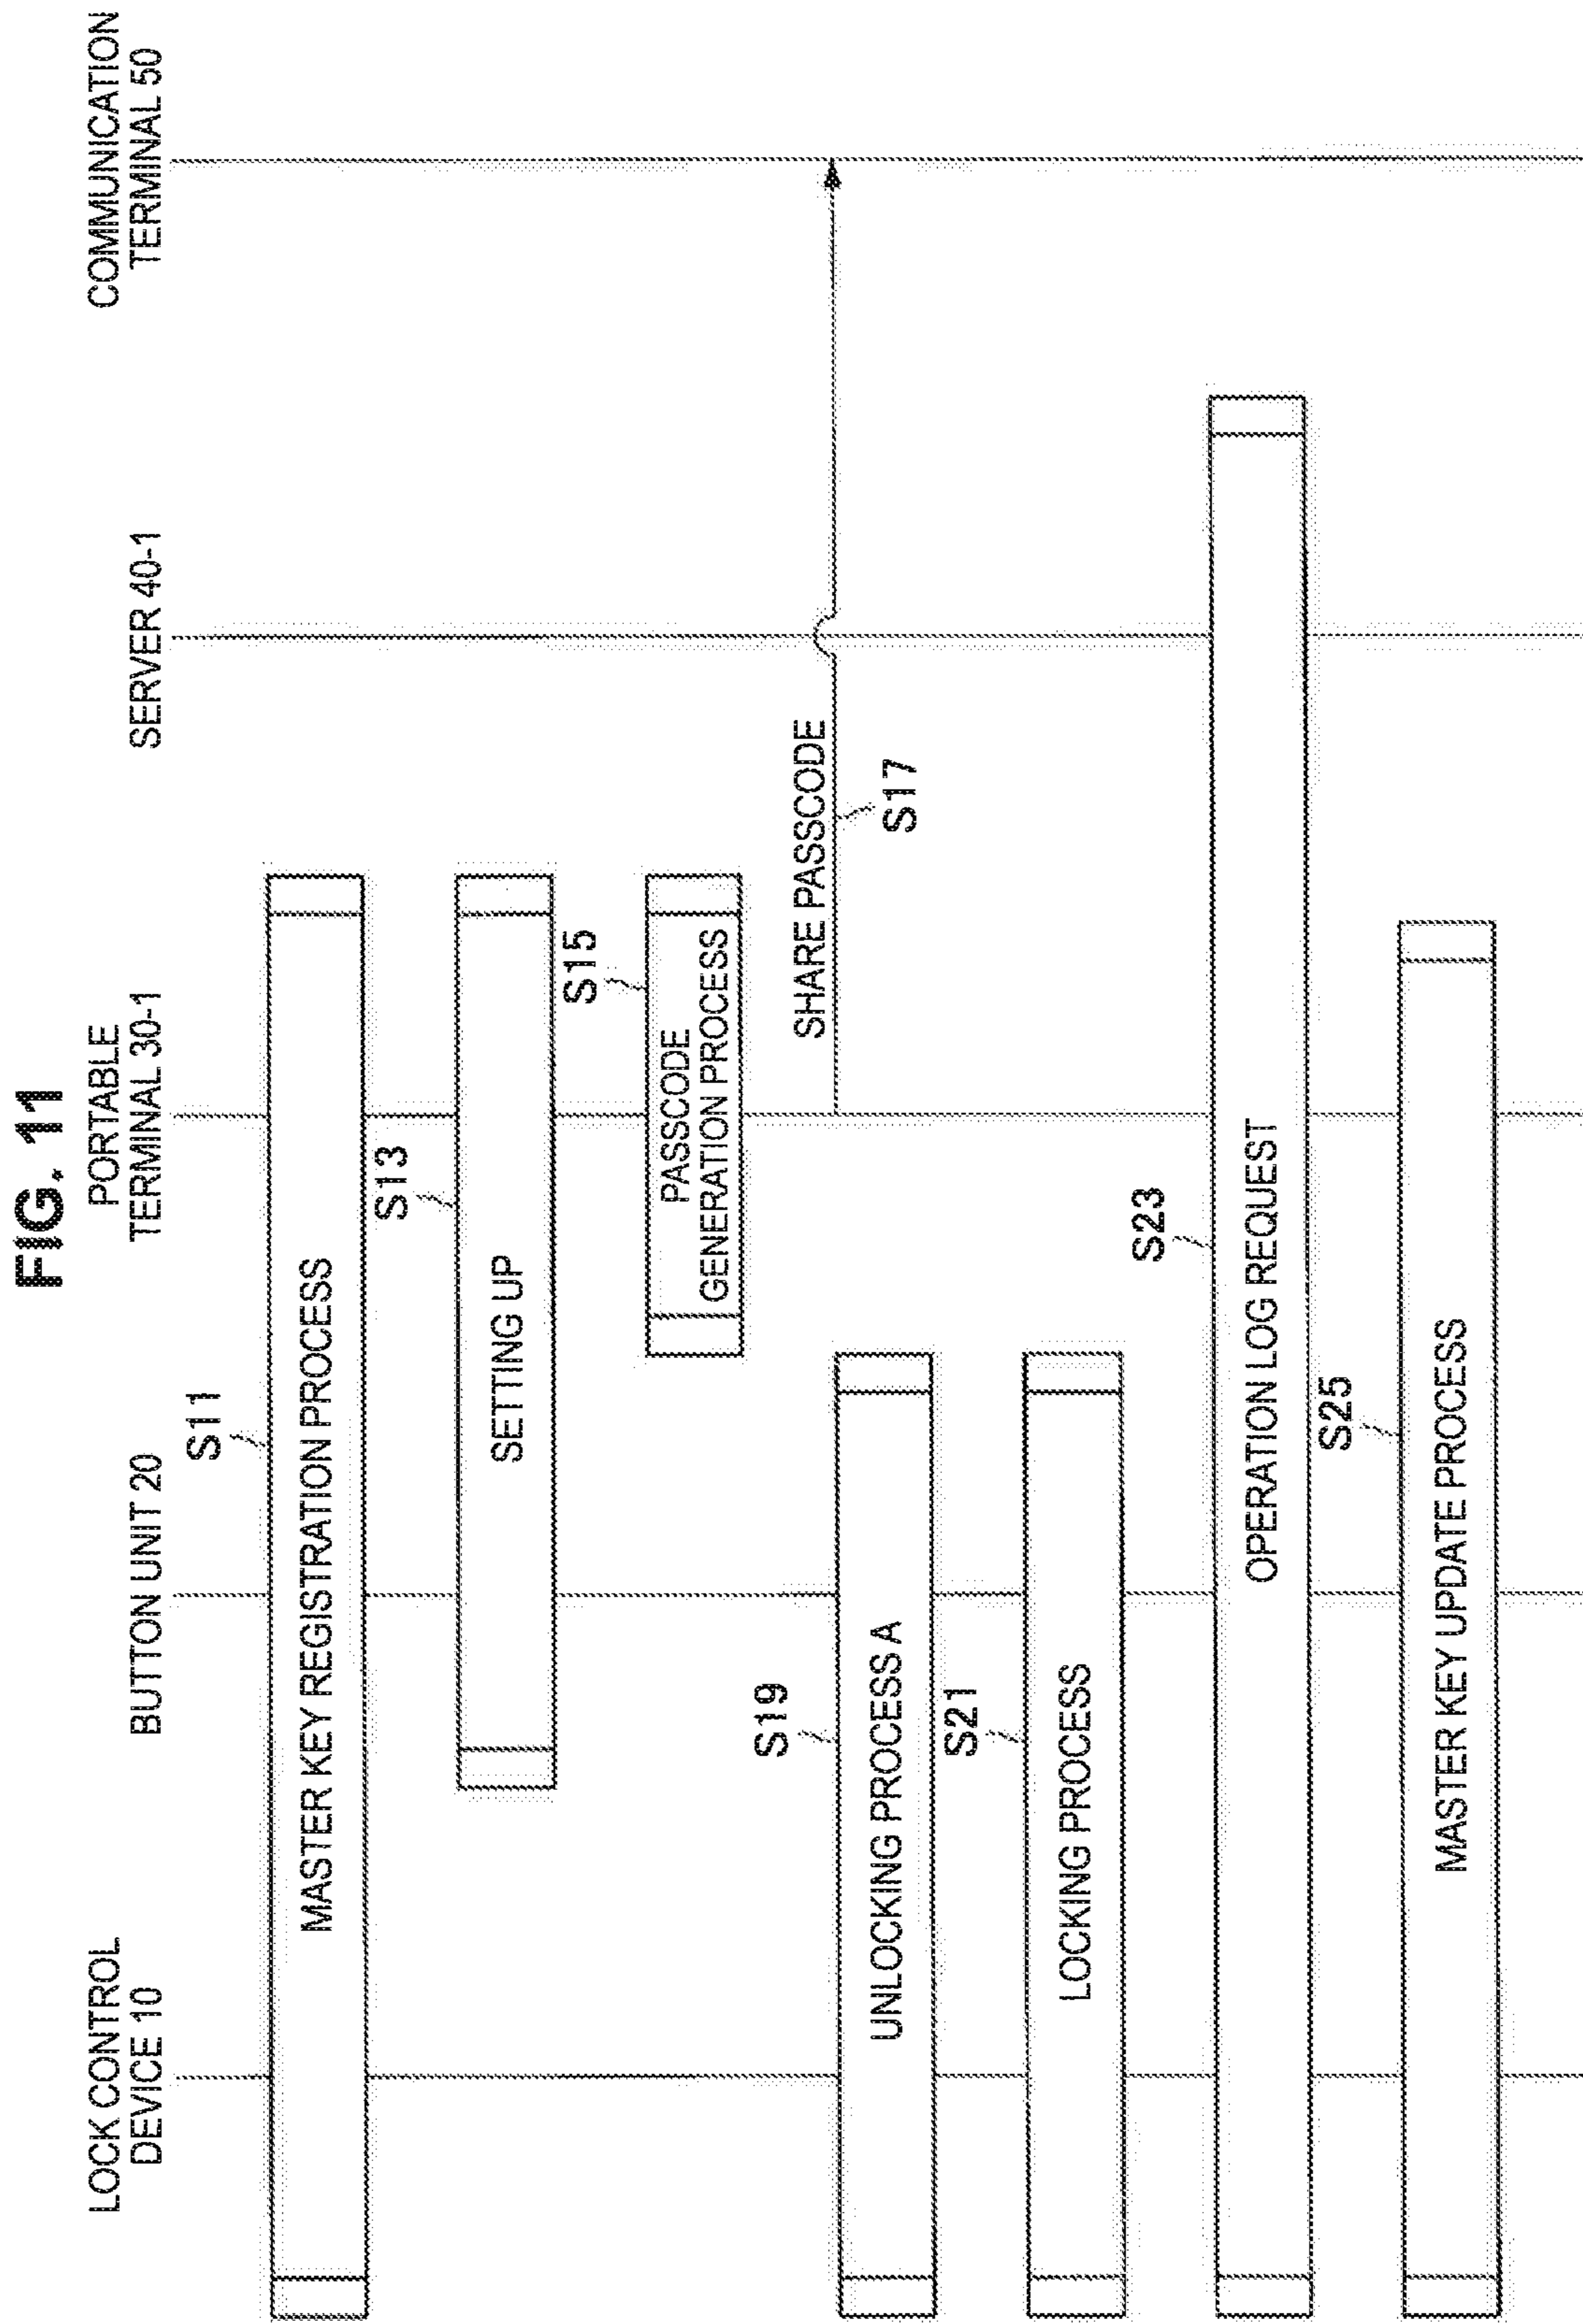 FIG. 11
LOCK CONTROL
DEVICE 10
BUTTON UNIT 20
PORTABLE
TERMINAL 30-1
SERVER 40-1
COMMUNICATION
TERMINAL 50
S11
MASTER KEY REGISTRATION PROCESS
S13
SETTING UP
S15
PASSCODE
GENERATION PROCESS
SHARE PASSCODE
S17
S19
UNLOCKING PROCESS A
S21
LOCKING PROCESS
S23
OPERATION LOG REQUEST
S25
MASTER KEY UPDATE PROCESS